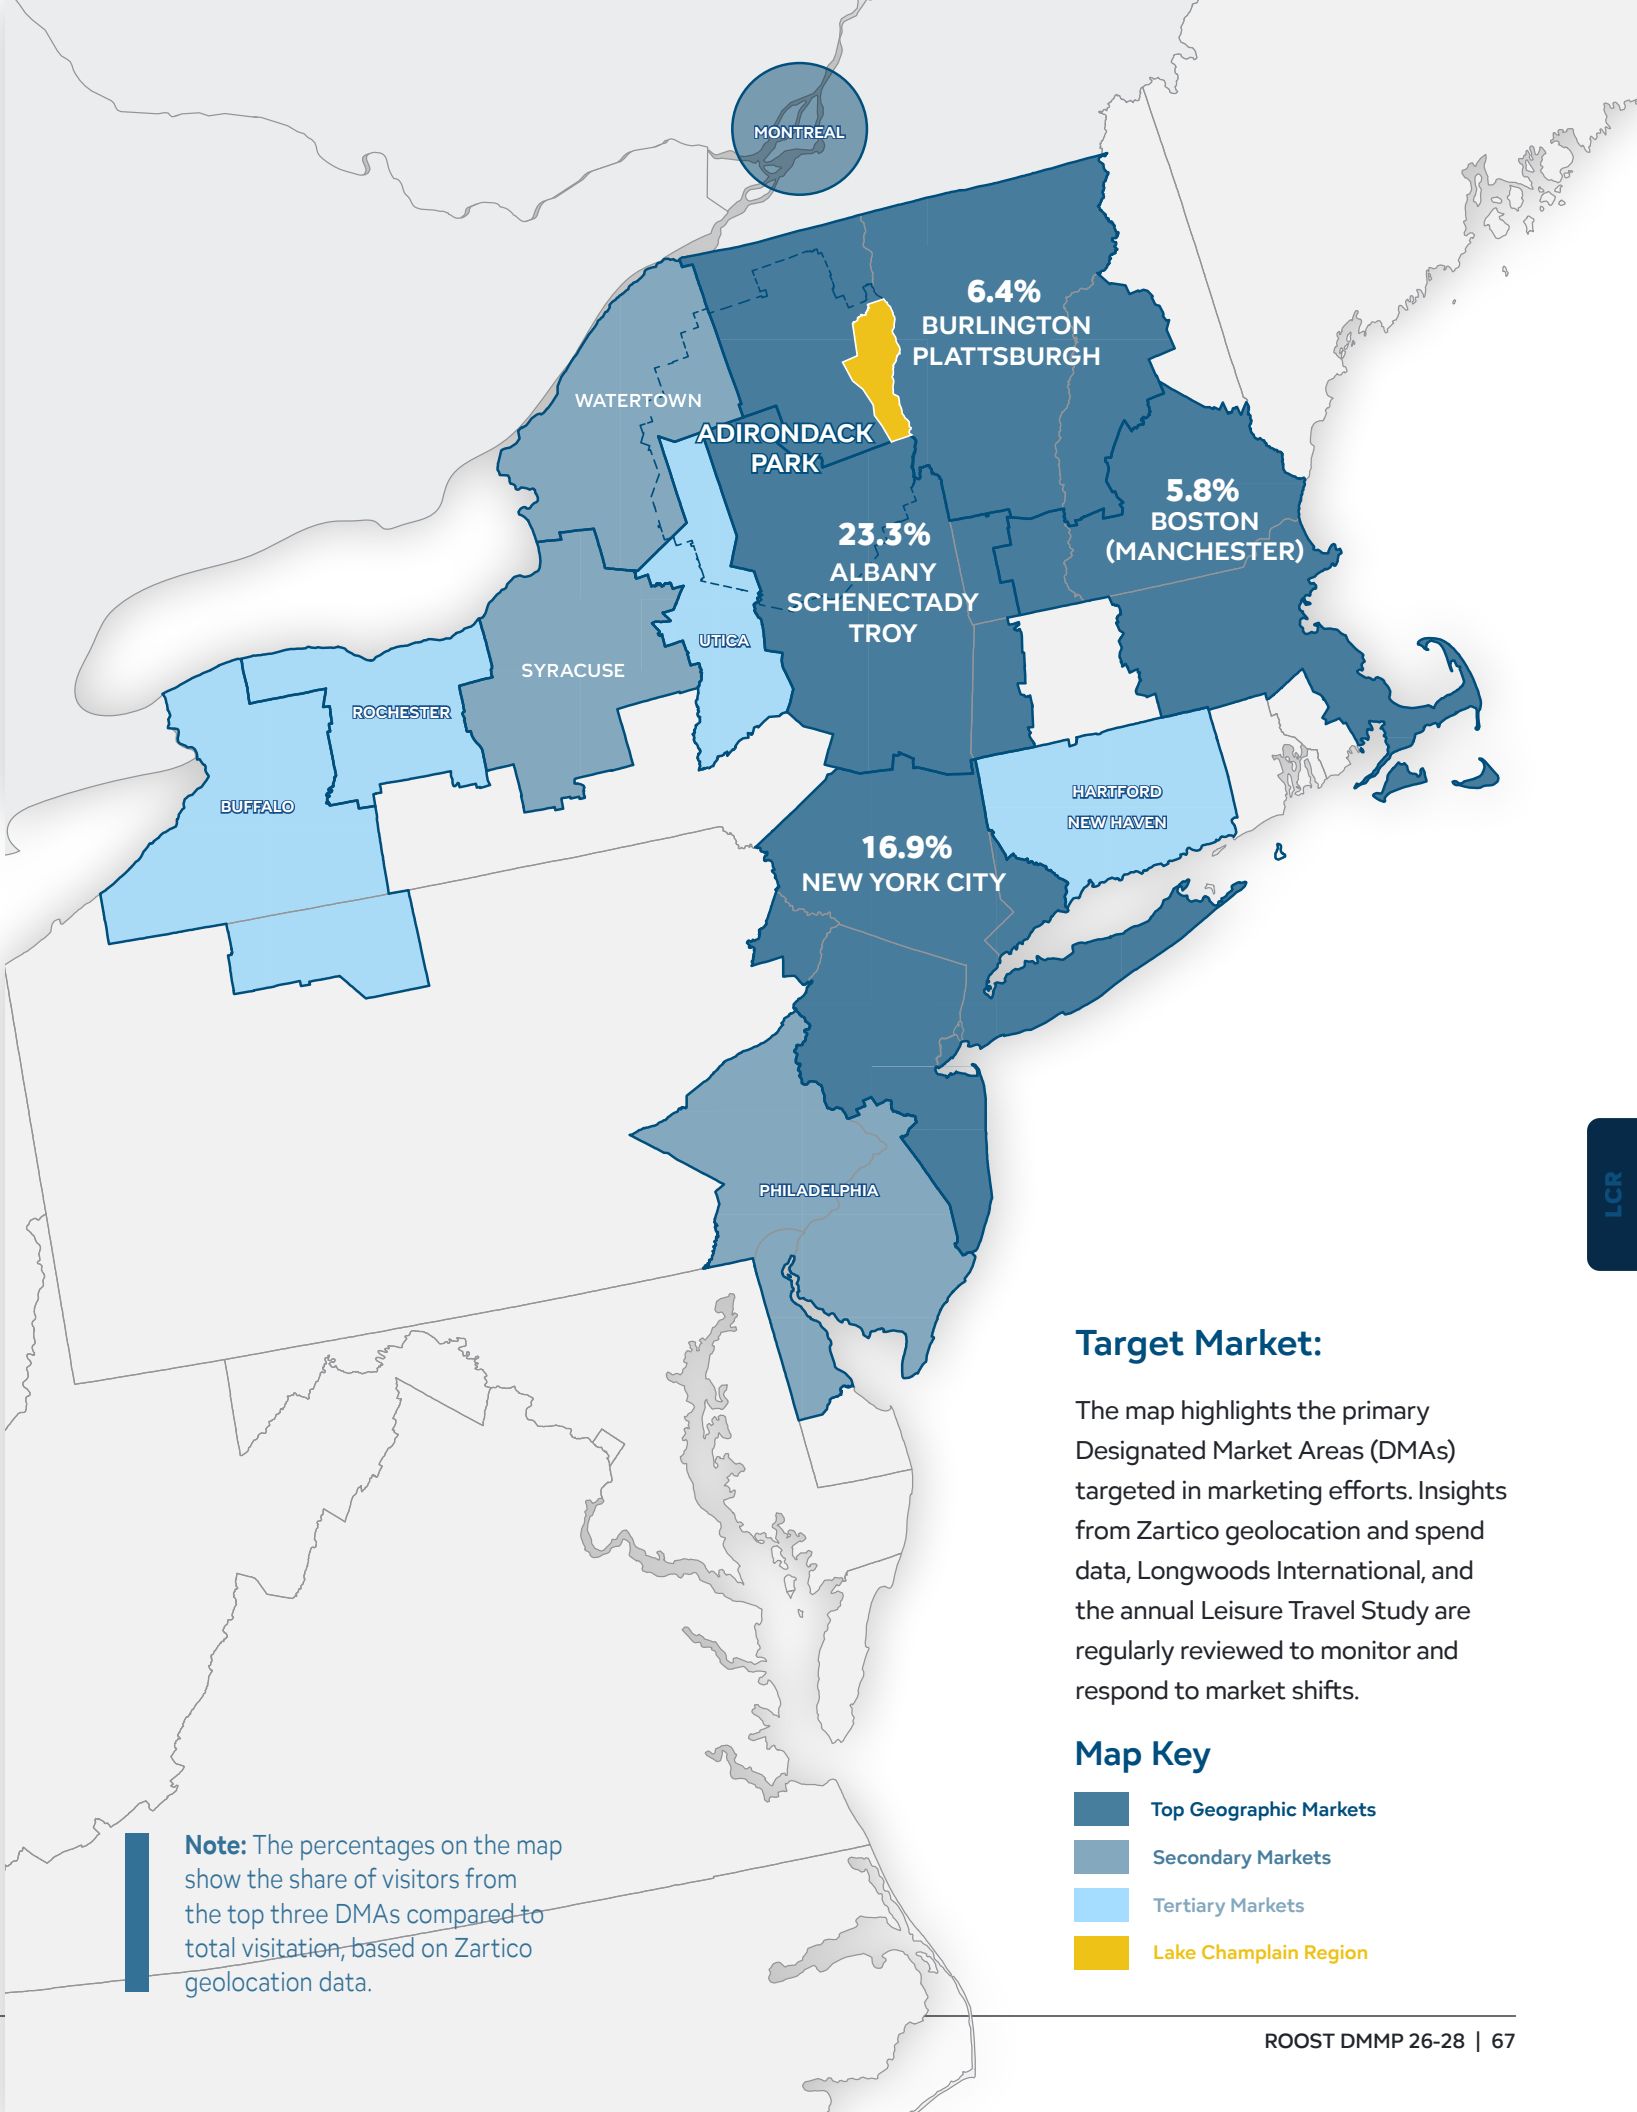 MONTREAL
6.4%
BURLINGTON
PLATTSBURGH
WATERTOWN
ADIRONDACK
PARK
5.8%
BOSTON
(MANCHESTER)
23.3%
ALBANY
SCHENECTADY
TROY
UTICA
SYRACUSE
ROCHESTER
BUFFALO
HARTFORD
NEW HAVEN
16.9%
NEW YORK CITY
PHILADELPHIA
LCR
Target Market:
The map highlights the primary
Designated Market Areas (DMAs)
targeted in marketing efforts. Insights
from Zartico geolocation and spend
data, Longwoods International, and
the annual Leisure Travel Study are
regularly reviewed to monitor and
respond to market shifts.
Map Key
Top Geographic Markets
Secondary Markets
Tertiary Markets
Lake Champlain Region
Note: The percentages on the map
show the share of visitors from
the top three DMAs compared to
total visitation, based on Zartico
geolocation data.
ROOST DMMP 26-28 | 67